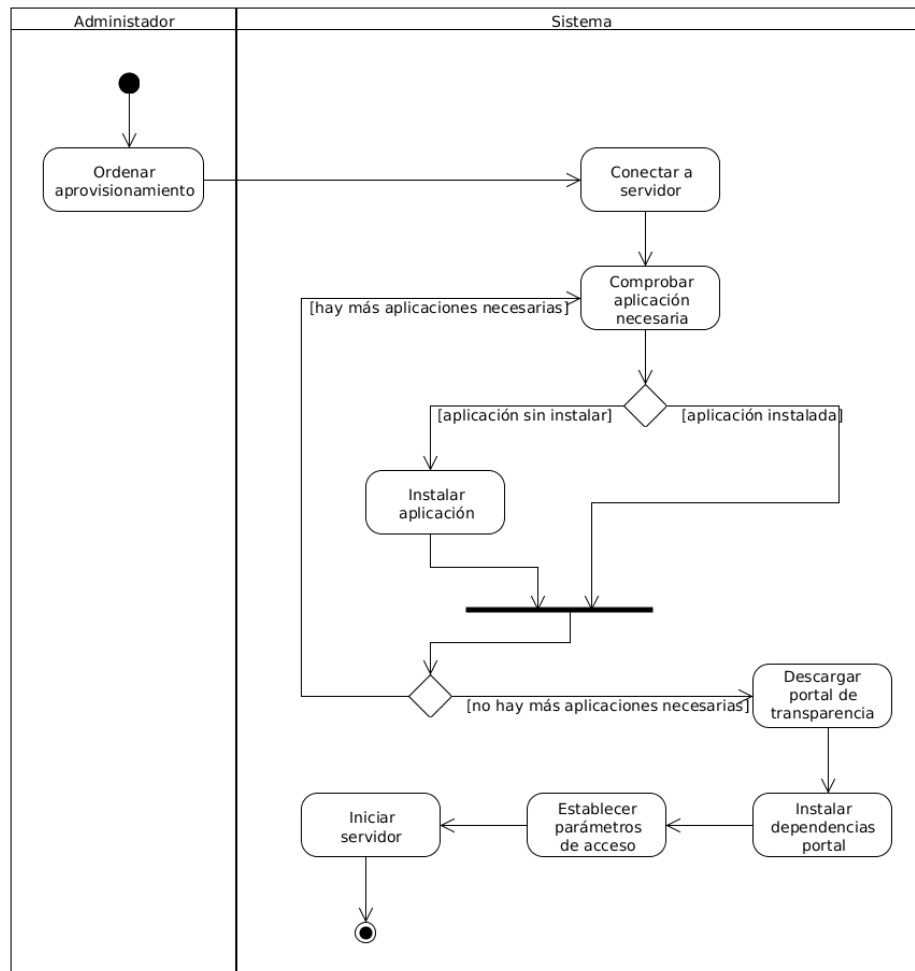 Administador
Sistema
Ordenar
aprovisionamiento
Conectar a
servidor
Comprobar
aplicación
necesaria
[hay más aplicaciones necesarias]
[aplicación sin instalar]
[aplicación instalada]
Instalar
aplicación
Descargar
portal de
transparencia
[no hay más aplicaciones necesarias]
Iniciar
servidor
Establecer
parámetros
de acceso
Instalar
dependencias
portal